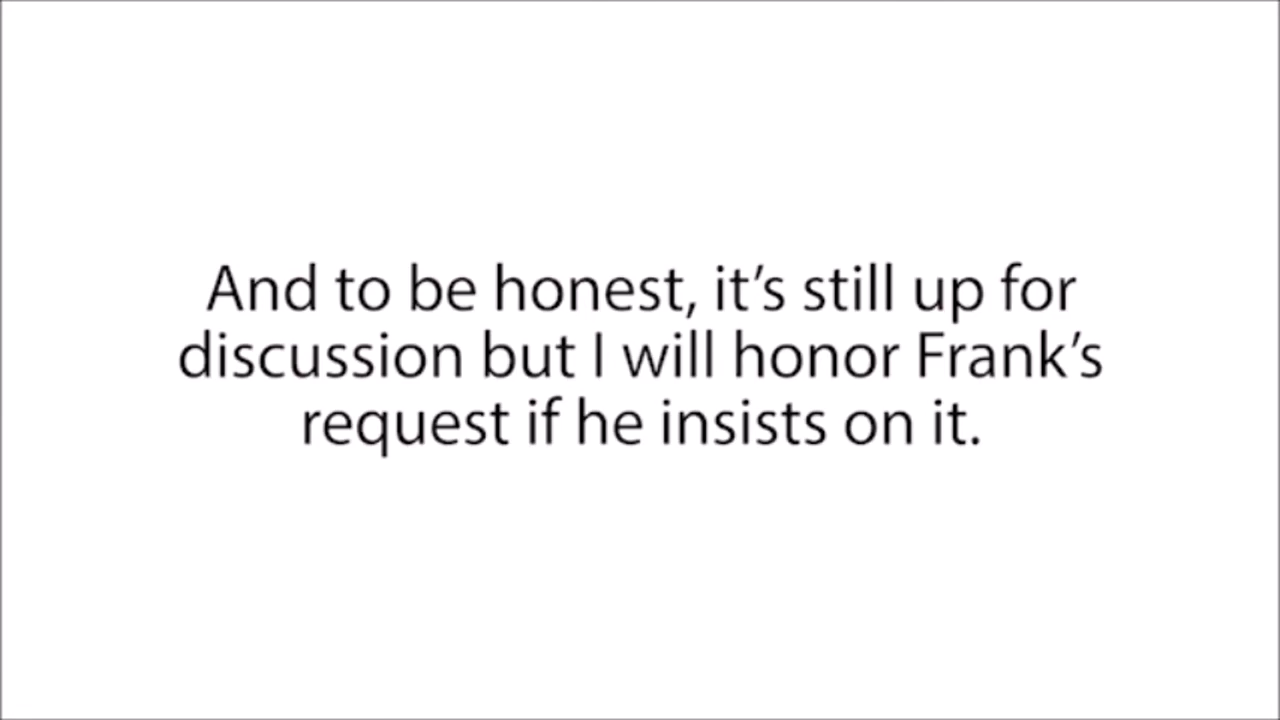 And to be honest, it’s still up for
discussion but I will honor Frank’s
request if he insists on it.